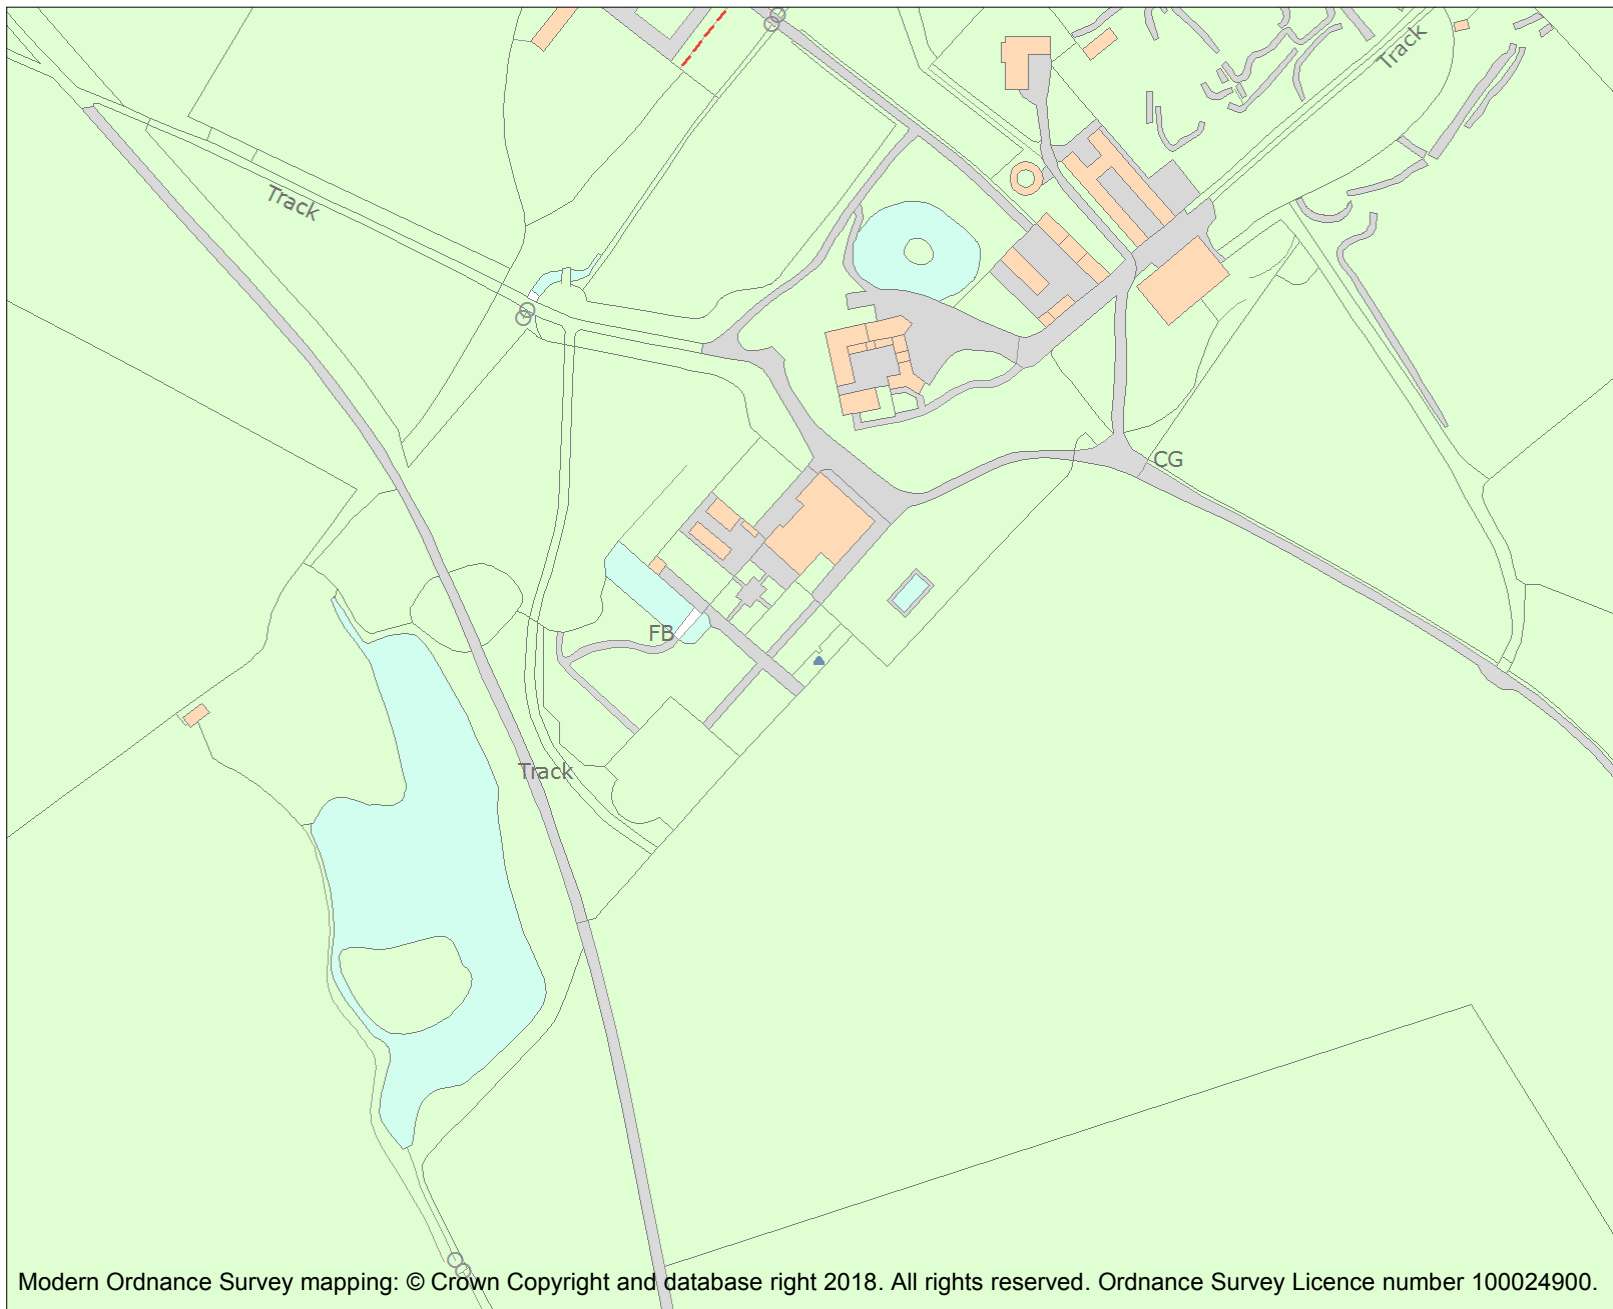 Track
Track
CG
FB
Track
Modern Ordnance Survey mapping: © Crown Copyright and database right 2018. All rights reserved. Ordnance Survey Licence number 100024900.